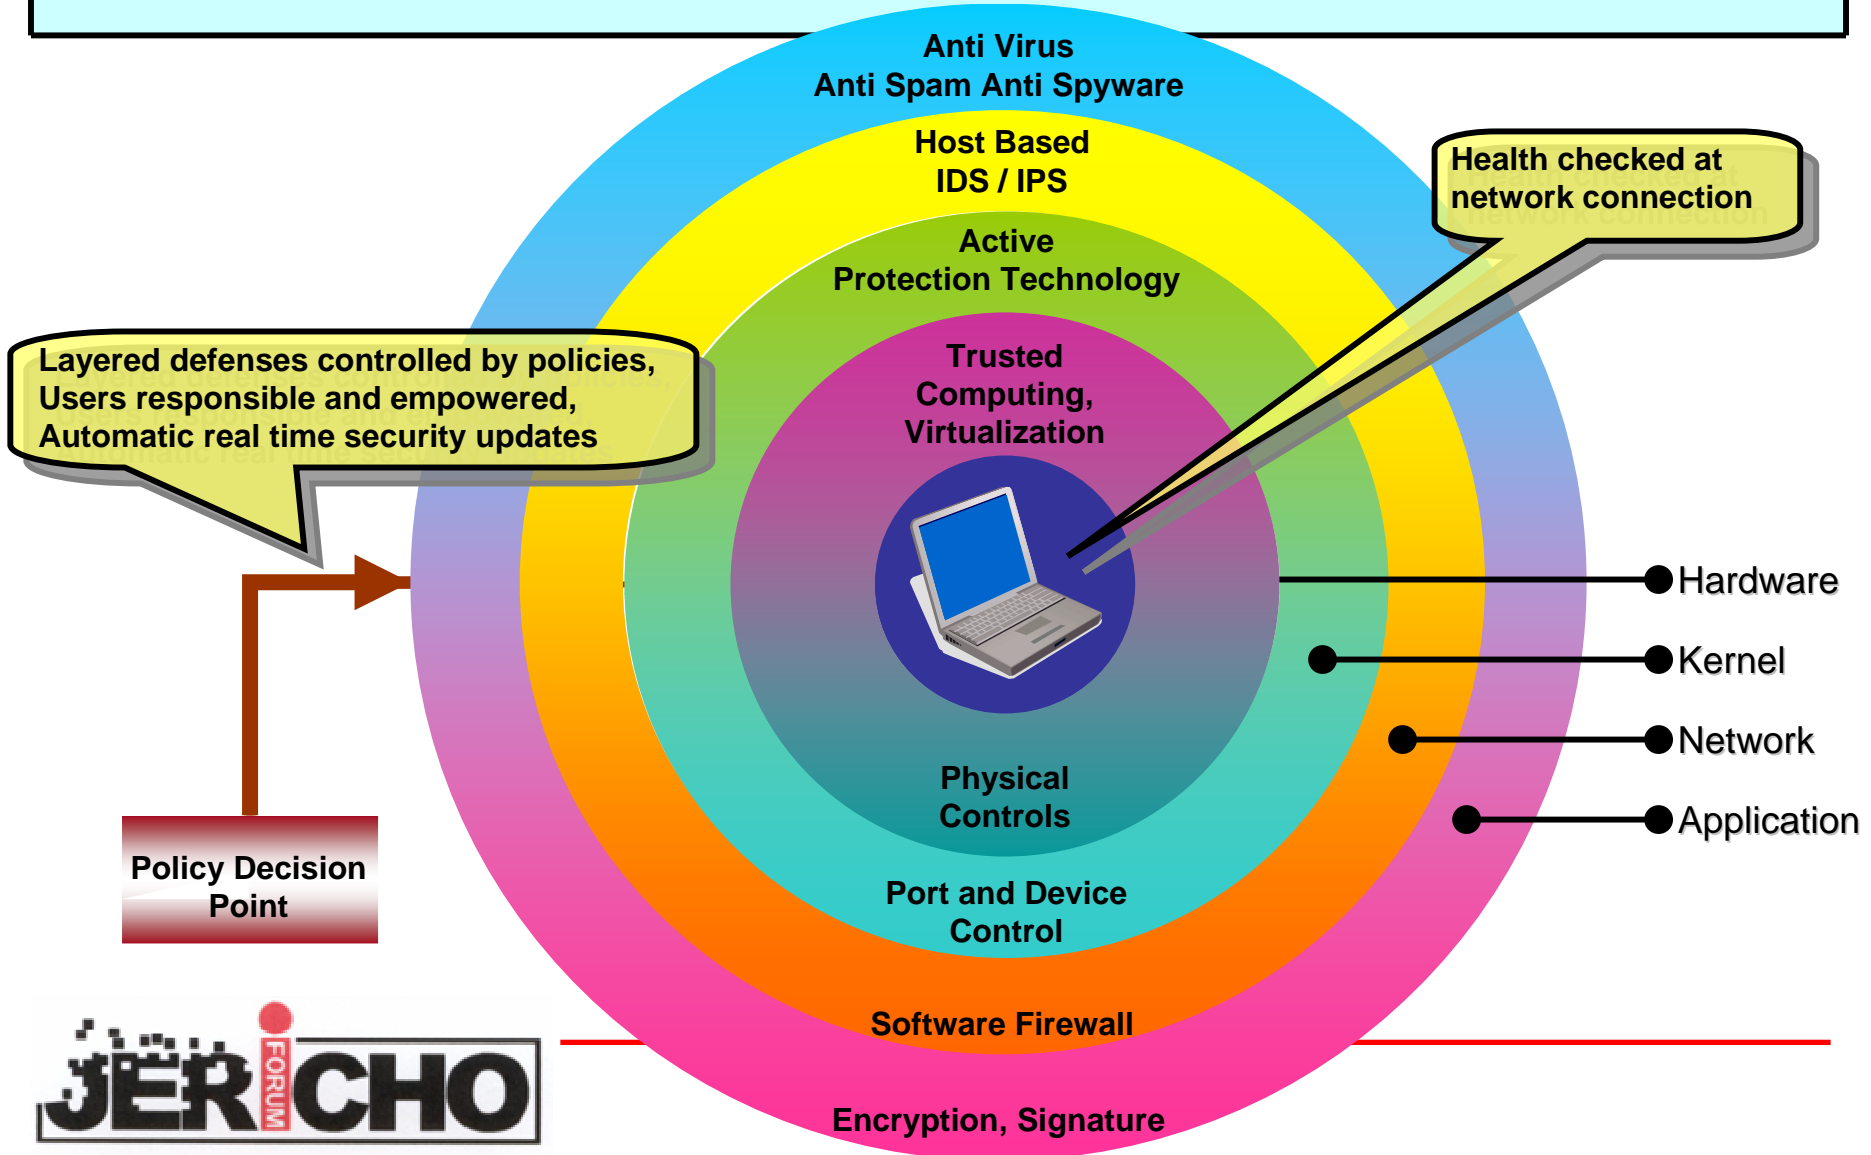 Anti Virus
Anti Spam Anti Spyware
Host Based
IDS / IPS
Health checked at
network connection
Active
Protection Technology
Layered defenses controlled by policies,
Users responsible and empowered,
Automatic real time security updates
Trusted
Computing,
Virtualization
Hardware
Kernel
Network
Application
Physical
Controls
Policy Decision
Point
Port and Device
Control
Software Firewall
Encryption, Signature
JERiCHO
FORUM